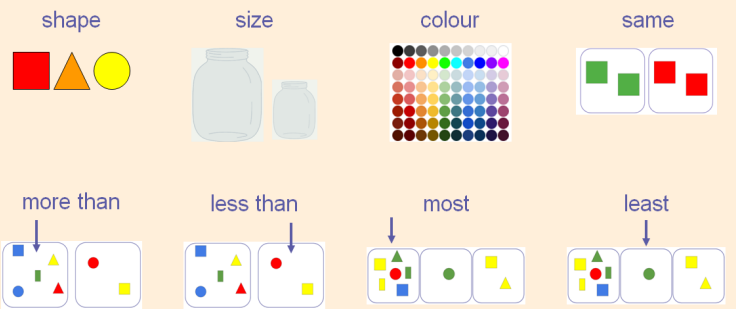 shape
size
colour
same
more than
less than
most
least